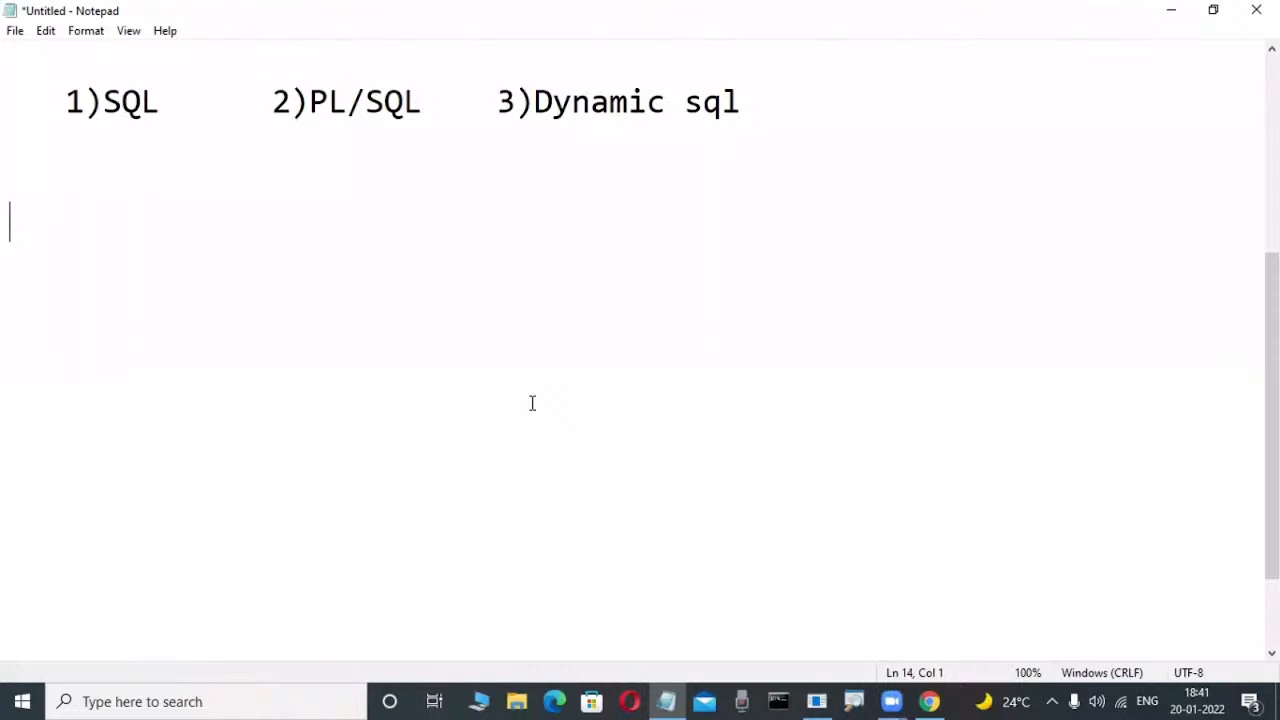 *Untitled - Notepad
File Edit Format View Help
1)SQL 2)PL/SQL 3)Dynamic sql
Ln 14, Col 1 100% Windows (CRLF) UTF-8
Type here to search
24°C ENG 18:41 20-01-2022 3